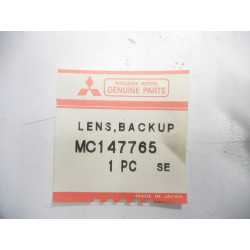 MITSUBISHI MOTORS
GENUINE PARTS
LENS,BACKUP
MC147765
1 PC SE
MADE IN JAPAN